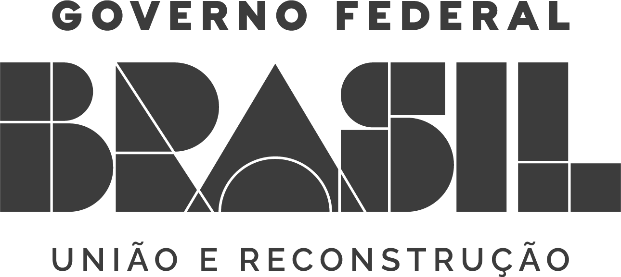 GOVERNO FEDERAL
BRASIL
UNIÃO E RECONSTRUÇÃO